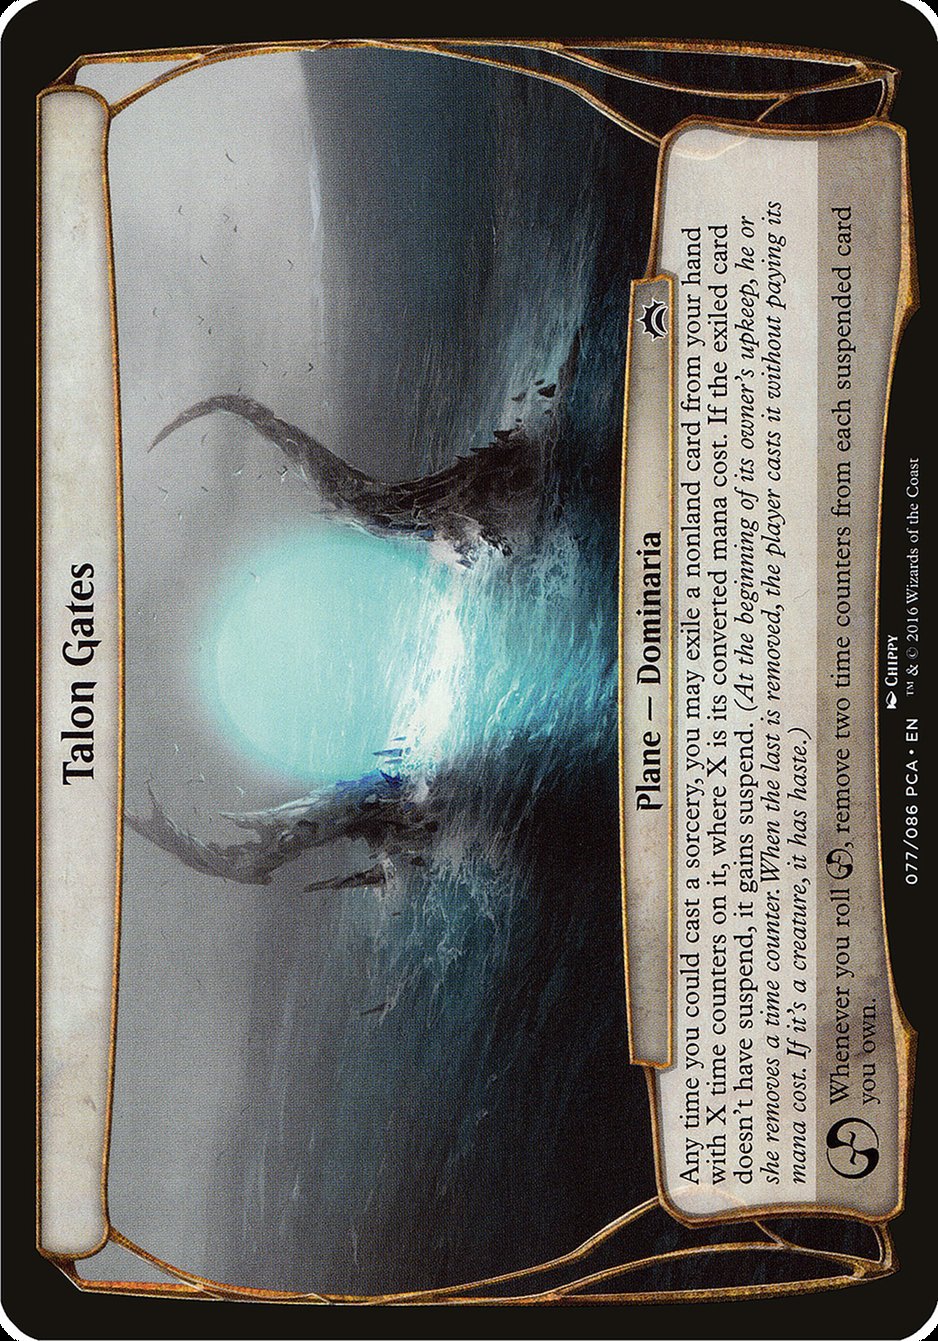 Talon Gates
Plane — Dominaria
Any time you could cast a sorcery, you may exile a nonland card from your hand
with X time counters on it, where X is its converted mana cost. If the exiled card
doesn't have suspend, it gains suspend. (At the beginning of its owner's upkeep, he or
she removes a time counter. When the last is removed, the player casts it without paying its
mana cost. If it's a creature, it has haste.)
Whenever you roll , remove two time counters from each suspended card
you own.
Chippy
077/086 PCA • EN ™ & © 2016 Wizards of the Coast